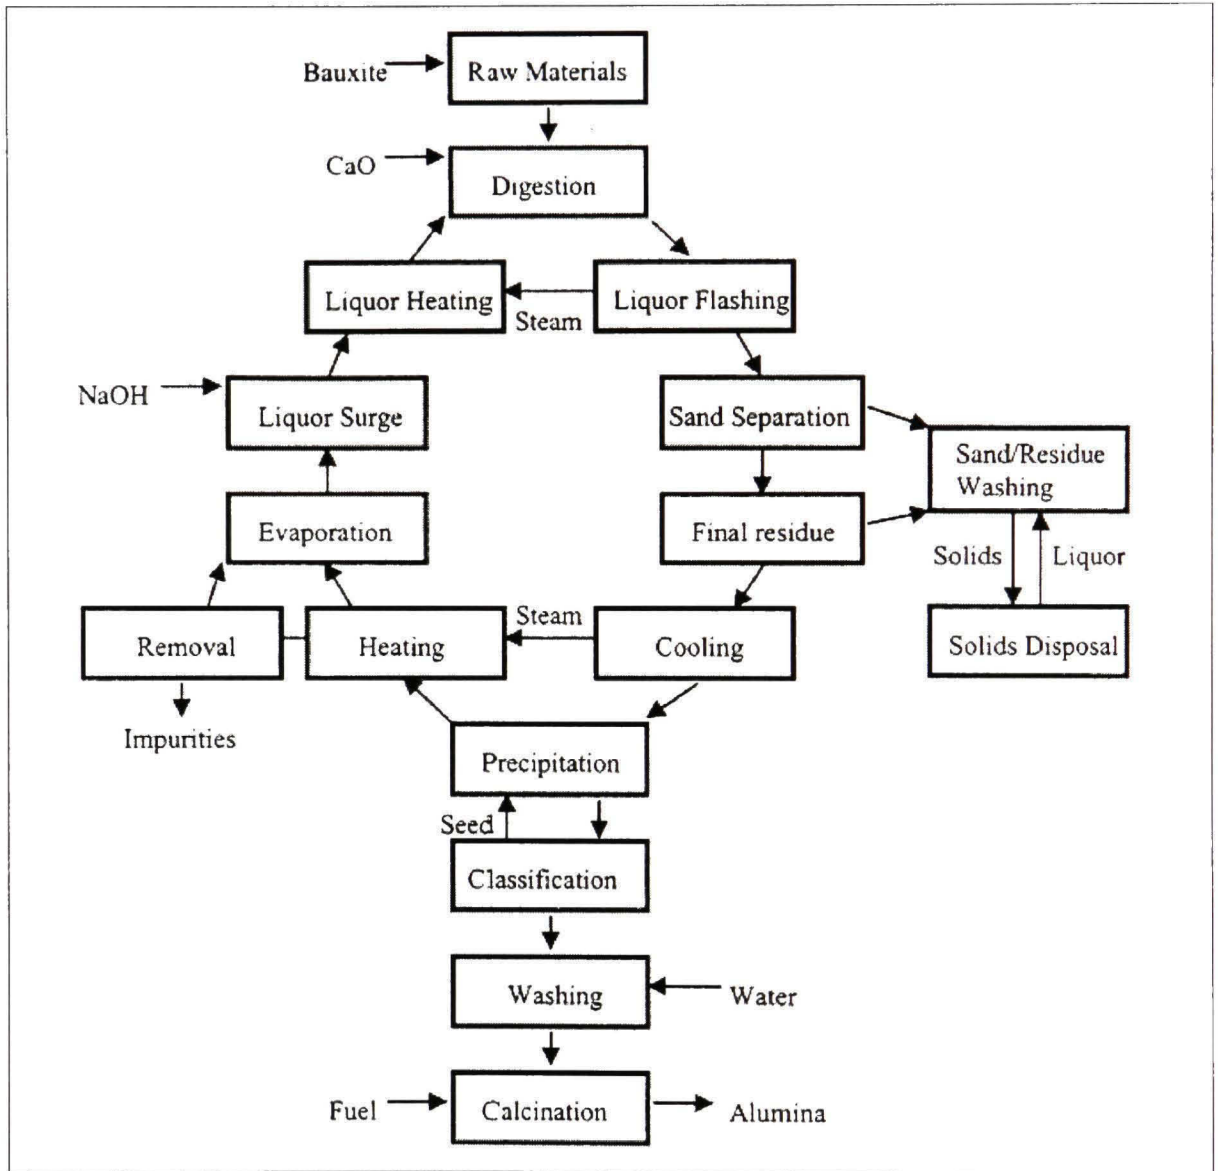 Bauxite
Raw Materials
CaO
Digestion
Liquor Heating
Steam
Liquor Flashing
NaOH
Liquor Surge
Sand Separation
Sand/Residue
Washing
Evaporation
Final residue
Solids
Liquor
Removal
Heating
Steam
Cooling
Solids Disposal
Impurities
Precipitation
Seed
Classification
Washing
Water
Fuel
Calcination
Alumina